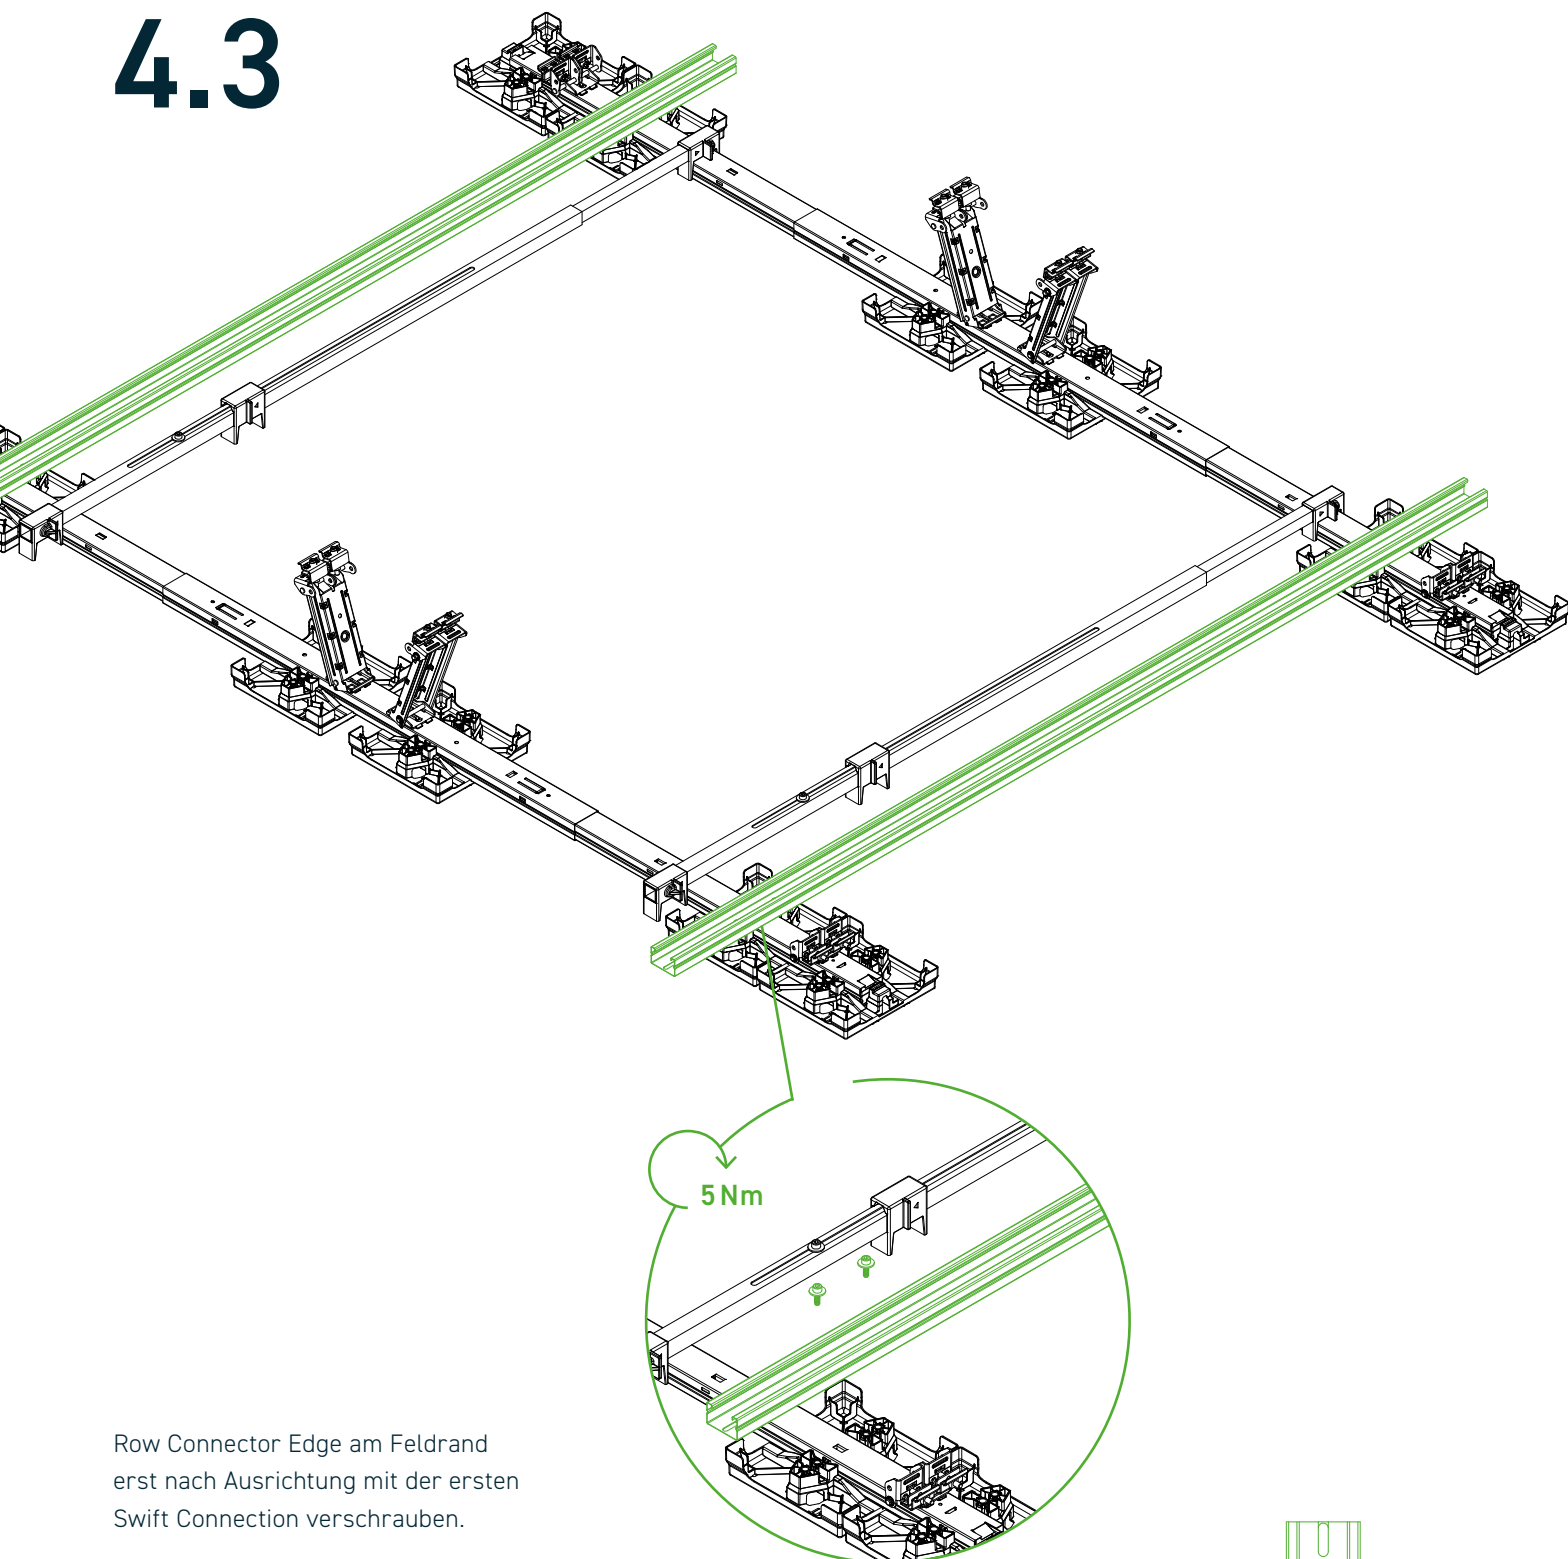 4.3
5 Nm
Row Connector Edge am Feldrand
erst nach Ausrichtung mit der ersten
Swift Connection verschrauben.